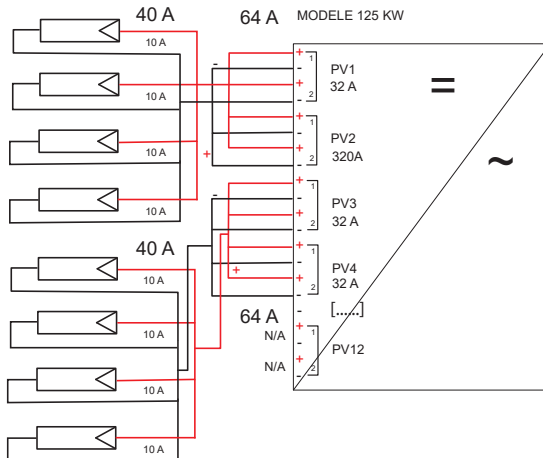 40 A
64 A
MODELE 125 KW
10 A
10 A
10 A
10 A
+
-
+ 1
-
+
- 2
PV1
32 A
=
+ 1
-
+
- 2
PV2
320A
~
40 A
10 A
10 A
10 A
10 A
-
+
+ 1
-
+
- 2
PV3
32 A
+ 1
-
+
- 2
PV4
32 A
64 A
-
[......]
N/A
+ 1
-
N/A
+
- 2
PV12